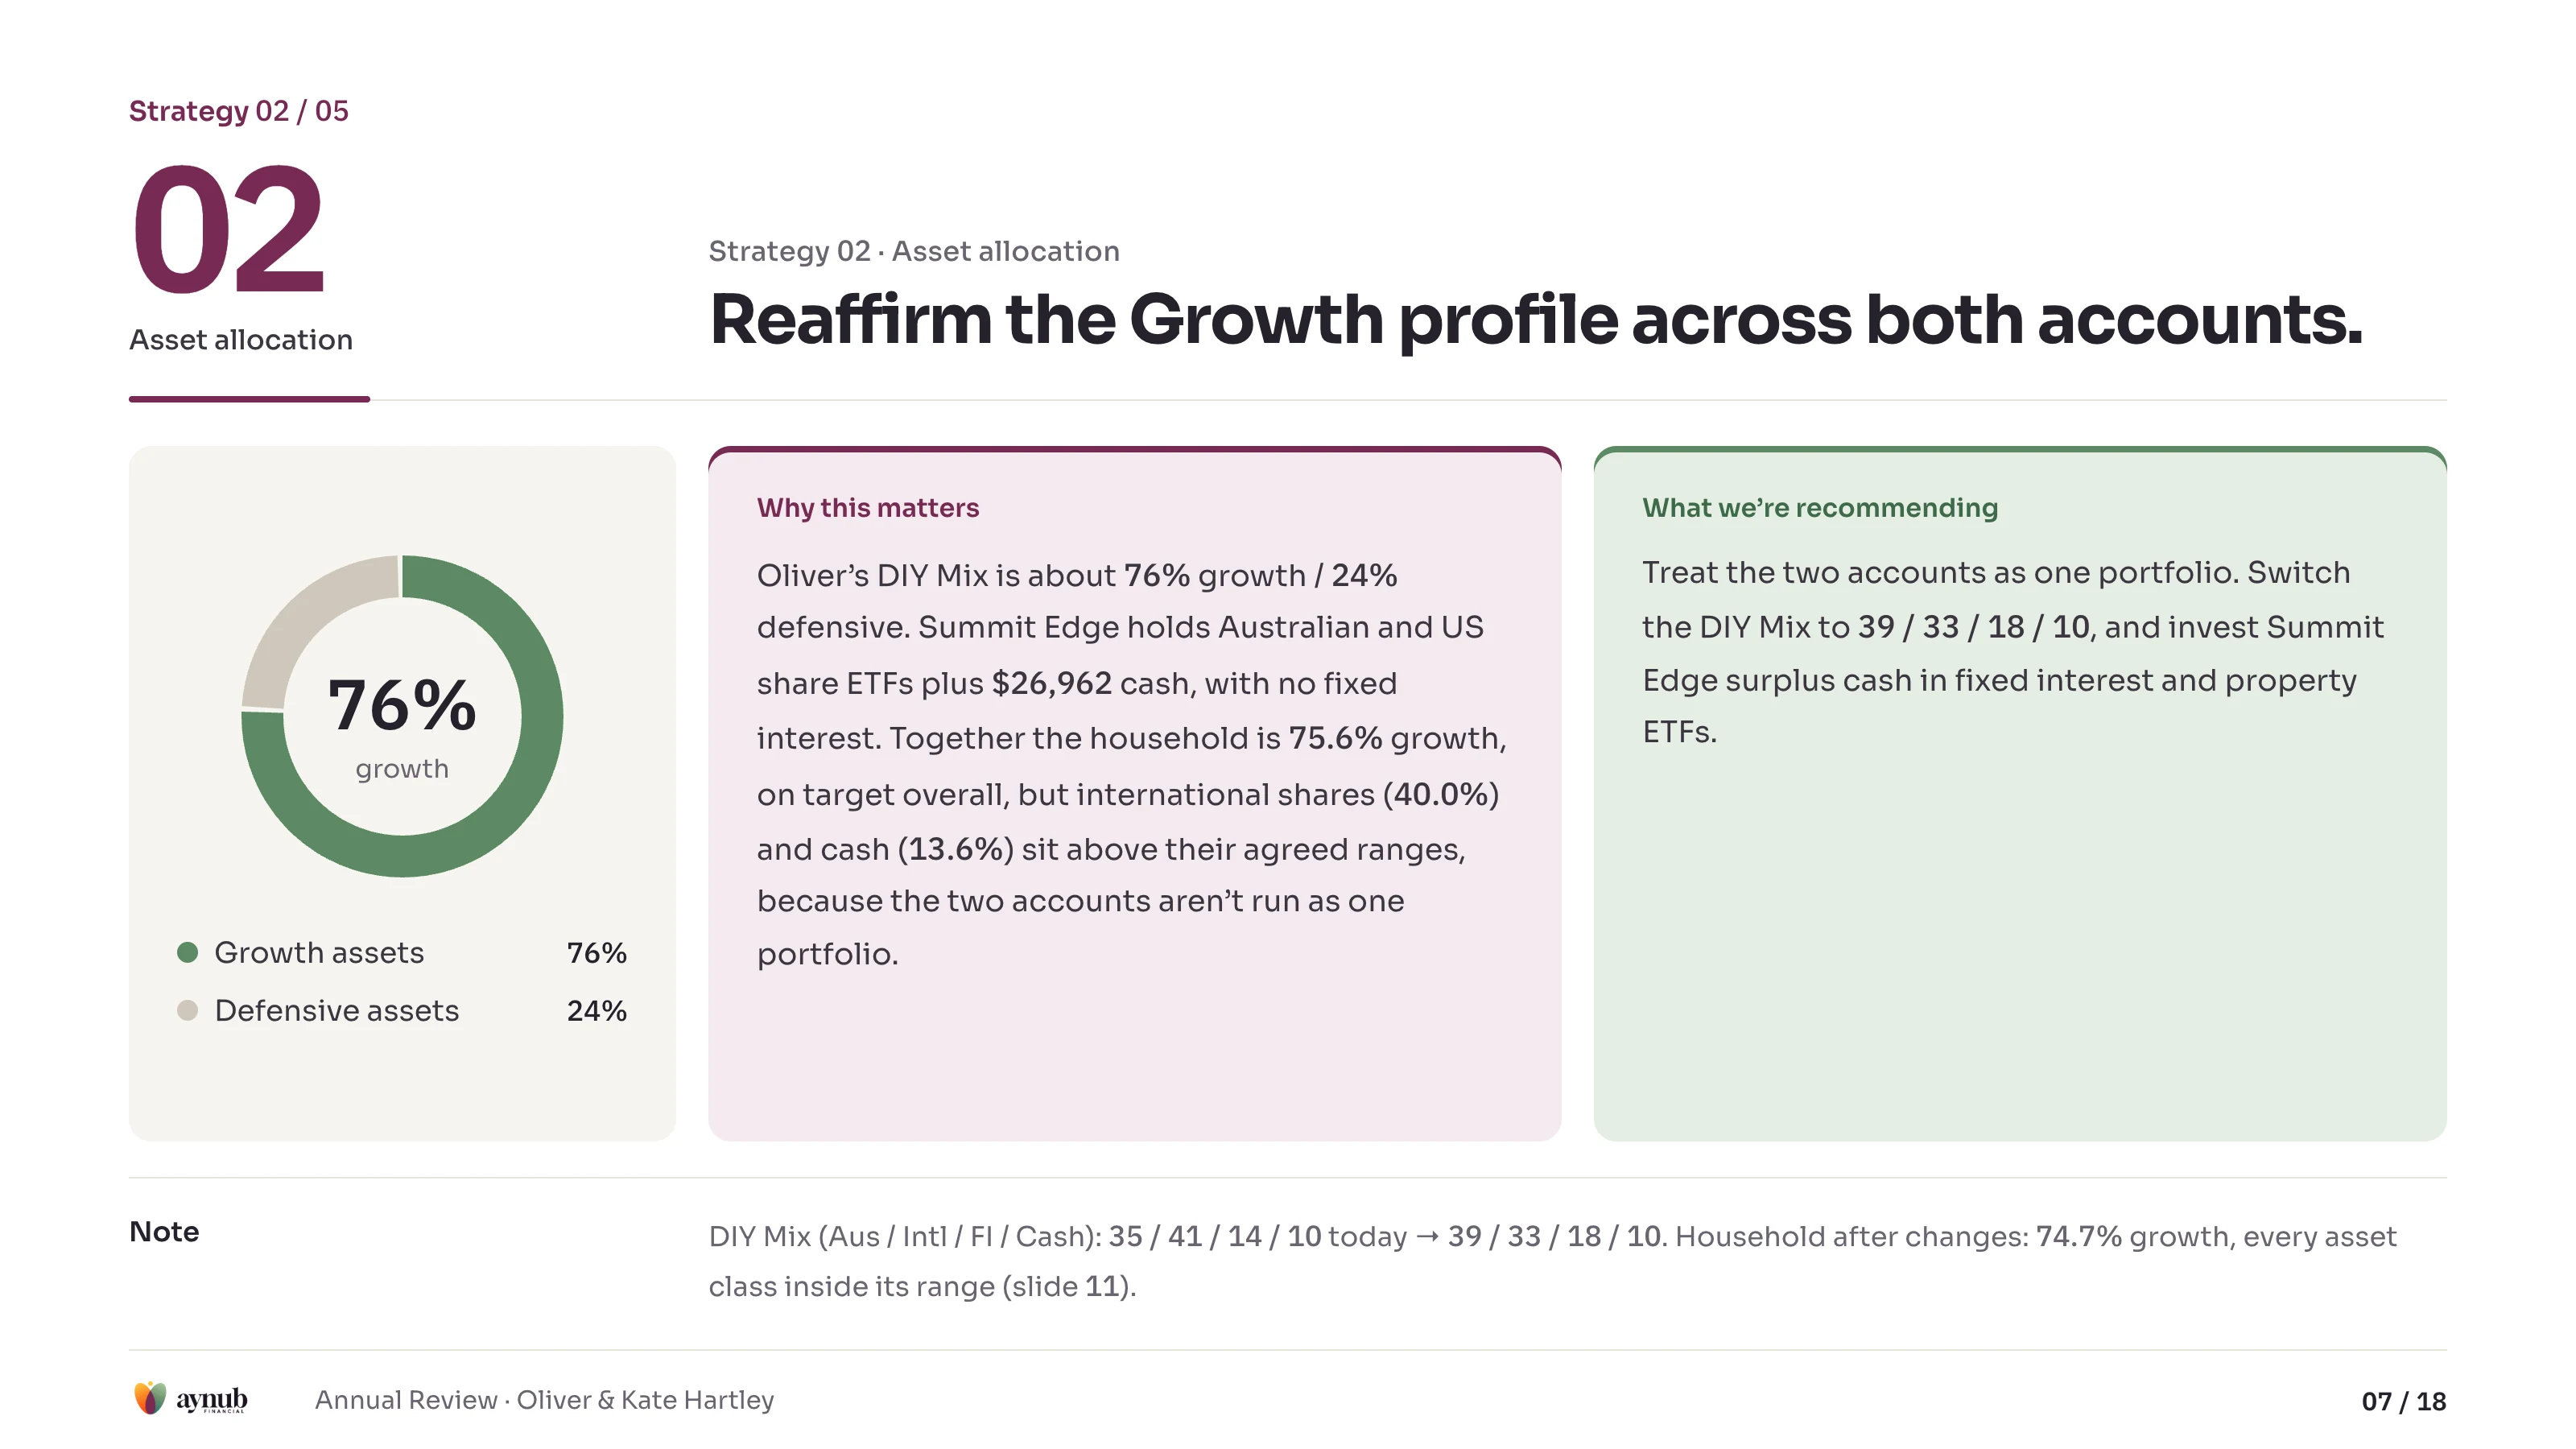 Strategy 02 / 05
02
Asset allocation
Strategy 02 · Asset allocation
Reaffirm the Growth profile across both accounts.
76%
growth
Growth assets 76%
Defensive assets 24%
Why this matters
Oliver’s DIY Mix is about 76% growth / 24%
defensive. Summit Edge holds Australian and US
share ETFs plus $26,962 cash, with no fixed
interest. Together the household is 75.6% growth,
on target overall, but international shares (40.0%)
and cash (13.6%) sit above their agreed ranges,
because the two accounts aren’t run as one
portfolio.
What we’re recommending
Treat the two accounts as one portfolio. Switch
the DIY Mix to 39 / 33 / 18 / 10, and invest Summit
Edge surplus cash in fixed interest and property
ETFs.
Note
DIY Mix (Aus / Intl / FI / Cash): 35 / 41 / 14 / 10 today → 39 / 33 / 18 / 10. Household after changes: 74.7% growth, every asset
class inside its range (slide 11).
aynub
FINANCIAL
Annual Review · Oliver & Kate Hartley
07 / 18